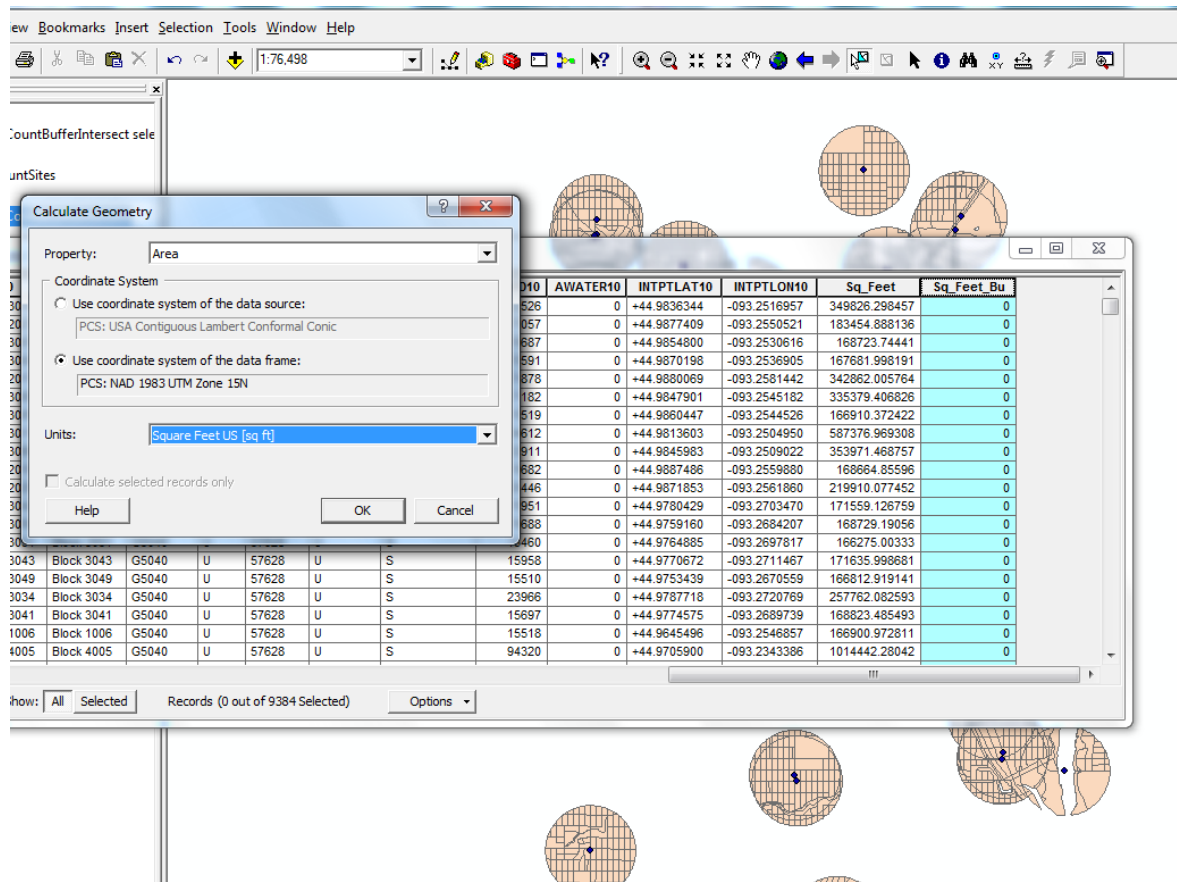 Bookmarks Insert Selection Tools Window Help
1:76,498
untSites
Calculate Geometry
Property: Area
Coordinate System
Use coordinate system of the data source:
PCS: USA Contiguous Lambert Conformal Conic
Use coordinate system of the data frame:
PCS: NAD 1983 UTM Zone 15N
Units: Square Feet US [sq ft]
Calculate selected records only
Help OK Cancel
AWATER10 INTPTLAT10 INTPTLON10 Sq_Feet Sq_Feet_Bu
526 0 +44.9836344 -093.2516957 349826.298457 0
057 0 +44.9877409 -093.2550521 183454.888136 0
687 0 +44.9854800 -093.2530616 168723.74441 0
591 0 +44.9870198 -093.2536905 167681.998191 0
878 0 +44.9880069 -093.2581442 342862.005764 0
182 0 +44.9847901 -093.2545182 335379.406826 0
519 0 +44.9860447 -093.2544526 166910.372422 0
612 0 +44.9813603 -093.2504950 587376.969308 0
911 0 +44.9845983 -093.2509022 353971.468757 0
682 0 +44.9887486 -093.2559880 168664.85596 0
446 0 +44.9871853 -093.2561860 219910.077452 0
951 0 +44.9780429 -093.2703470 171559.126759 0
688 0 +44.9759160 -093.2684207 168729.19056 0
460 0 +44.9764885 -093.2697817 166275.00333 0
3043 Block 3043 G5040 U 57628 U S 15958 0 +44.9770672 -093.2711467 171635.998681 0
3049 Block 3049 G5040 U 57628 U S 15510 0 +44.9753439 -093.2670559 166812.919141 0
3034 Block 3034 G5040 U 57628 U S 23966 0 +44.9787718 -093.2720769 257762.082593 0
3041 Block 3041 G5040 U 57628 U S 15697 0 +44.9774575 -093.2689739 168823.485493 0
1006 Block 1006 G5040 U 57628 U S 15518 0 +44.9645496 -093.2546857 166900.972811 0
4005 Block 4005 G5040 U 57628 U S 94320 0 +44.9705900 -093.2343386 1014442.28042 0
Show: All Selected Records (0 out of 9384 Selected) Options